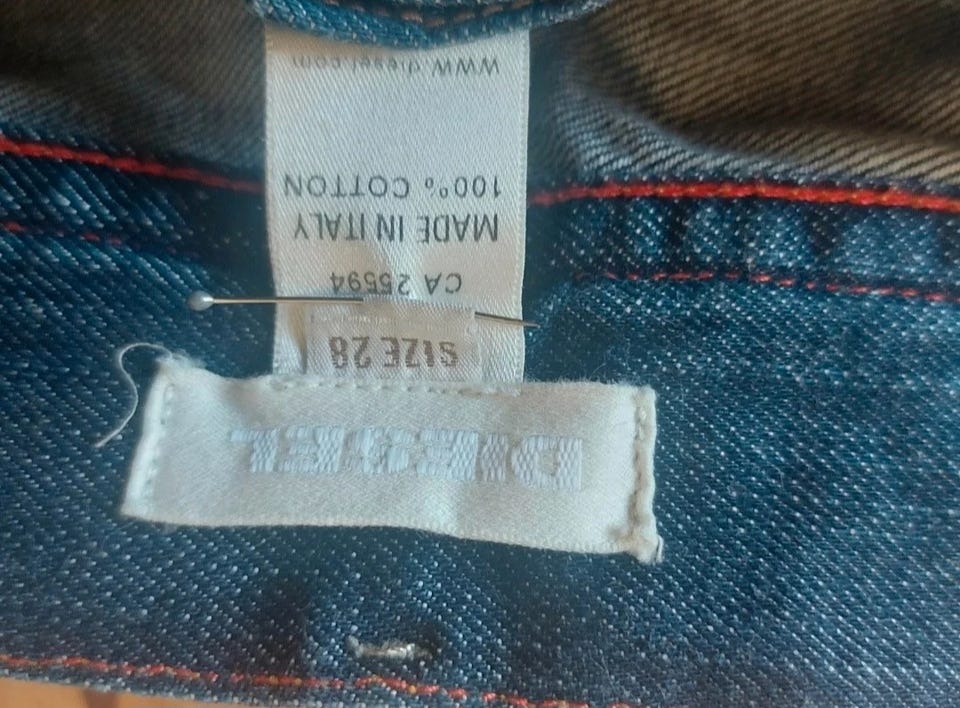 DIESEL
SIZE 28
CA 25594
MADE IN ITALY
100% COTTON
www.diesel.com